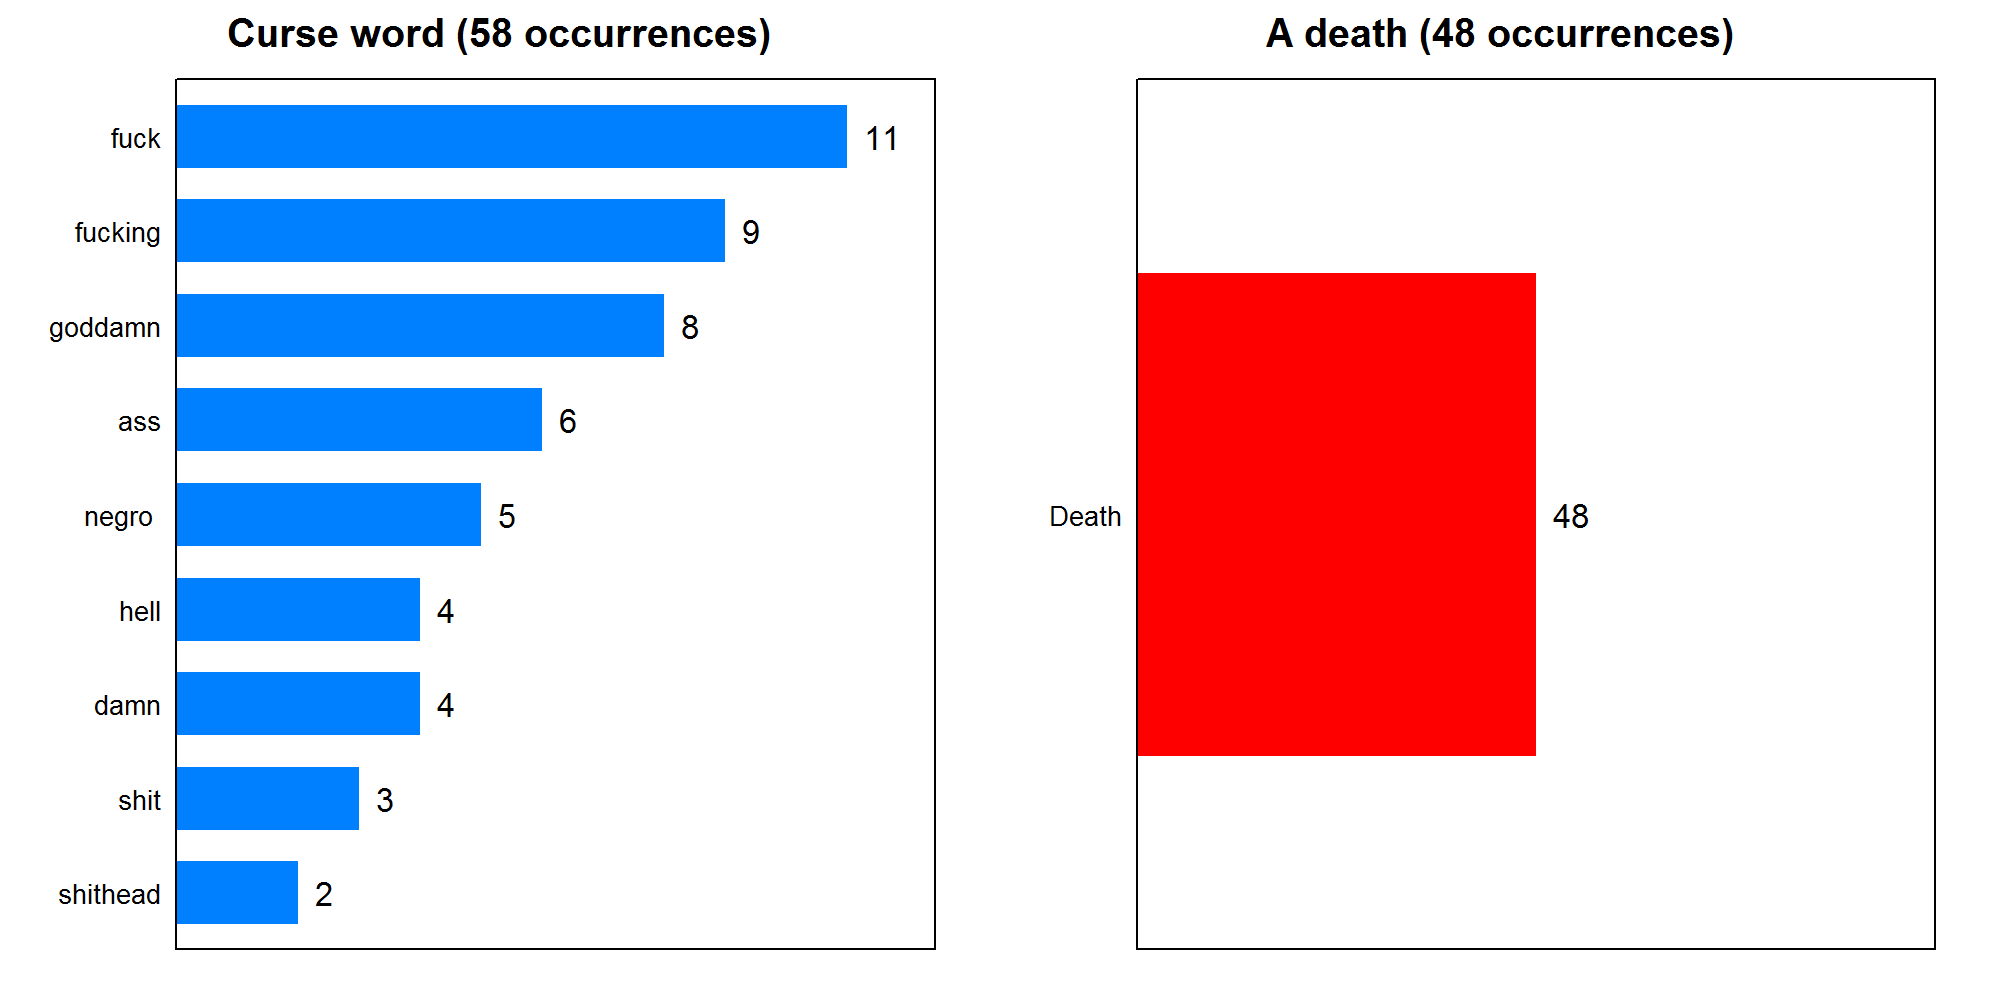 Curse word (58 occurrences)
fuck 11
fucking 9
goddamn 8
ass 6
negro 5
hell 4
damn 4
shit 3
shithead 2
A death (48 occurrences)
Death 48